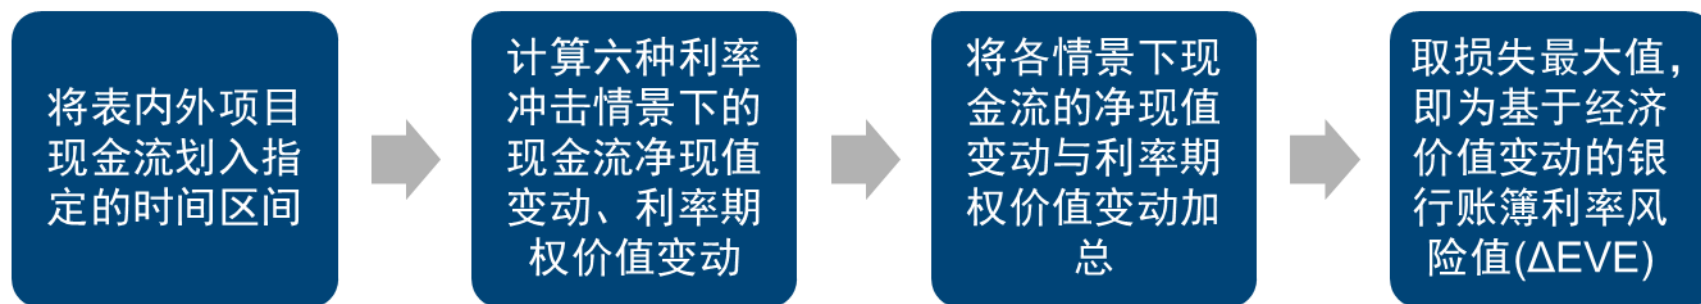 将表内外项目
现金流划入指
定的时间区间
计算六种利率
冲击情景下的
现金流净现值
变动、利率期
权价值变动
将各情景下现
金流的净现值
变动与利率期
权价值变动加
总
取损失最大值，
即为基于经济
价值变动的银
行账簿利率风
险值(ΔEVE)